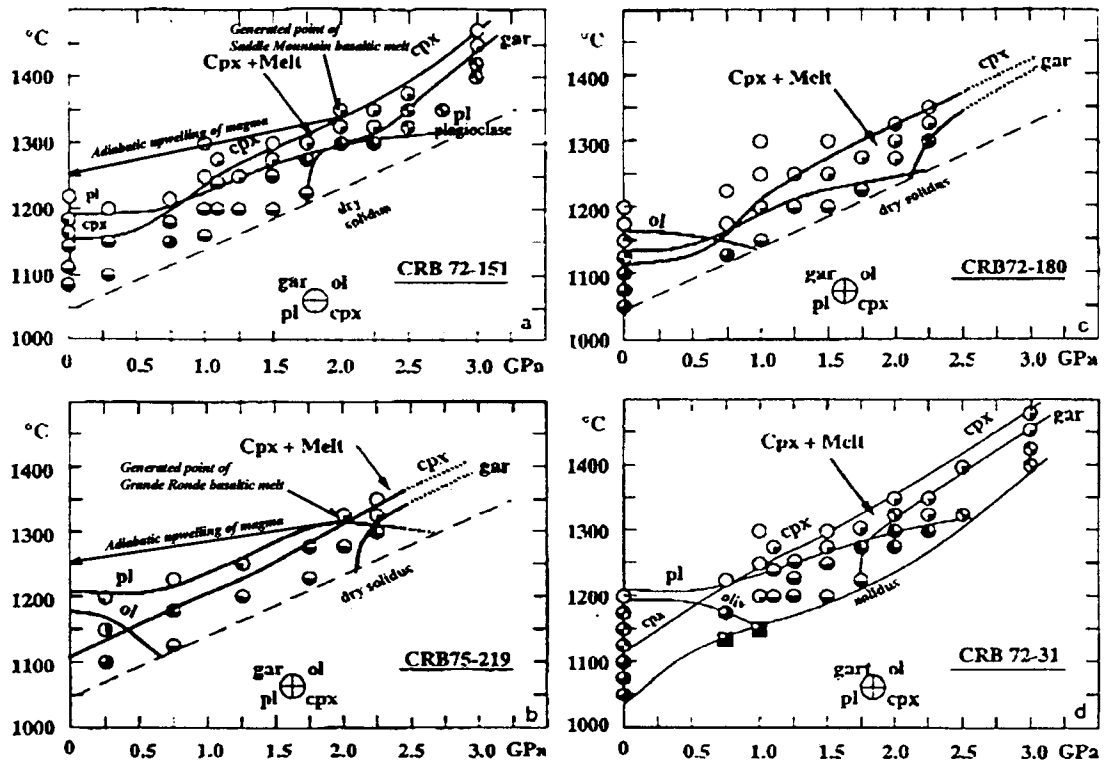 °C
Generated point of
Saddle Mountain basaltic melt
cpx
gar
Cpx +Melt
1400
pl
plagioclase
1300
Adiabatic upwelling of magma
cpx
pl
1200
cpx
dry
solidus
1100
gar ol
pl cpx
CRB 72-151
1000
a
0 0.5 1.0 1.5 2.0 2.5 3.0 GPa
°C
cpx
gar
Cpx + Melt
1400
1300
1200
ol
dry solidus
1100
gar ol
pl cpx
CRB72-180
1000
c
0 0.5 1.0 1.5 2.0 2.5 3.0 GPa
°C
Cpx + Melt
cpx
gar
1400
Generated point of
Grande Ronde basaltic melt
1300
Adiabatic upwelling of magma
pl
1200
ol
dry solidus
1100
gar ol
pl cpx
CRB75-219
1000
b
0 0.5 1.0 1.5 2.0 2.5 3.0 GPa
°C
cpx
gar
Cpx + Melt
1400
cpx
1300
pl
1200
oliv
solidus
cpx
1100
gar ol
pl cpx
CRB 72-31
1000
d
0 0.5 1.0 1.5 2.0 2.5 3.0 GPa